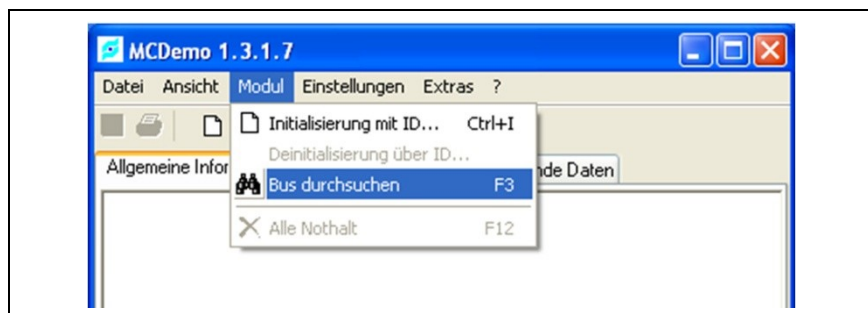 MCDemo 1.3.1.7
Datei Ansicht Modul Einstellungen Extras ?
Initialisierung mit ID... Ctrl+I
Deinitialisierung über ID...
Allgemeine Infor nde Daten
Bus durchsuchen F3
Alle Nothalt F12